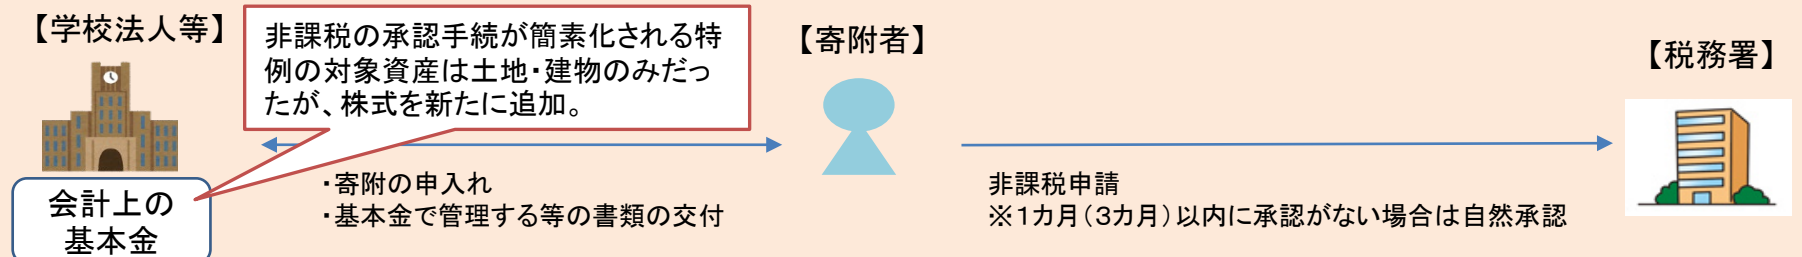 【学校法人等】
非課税の承認手続が簡素化される特
例の対象資産は土地・建物のみだっ
たが、株式を新たに追加。
【寄附者】
【税務署】
会計上の
基本金
・寄附の申入れ
・基本金で管理する等の書類の交付
非課税申請
※1カ月(3カ月)以内に承認がない場合は自然承認